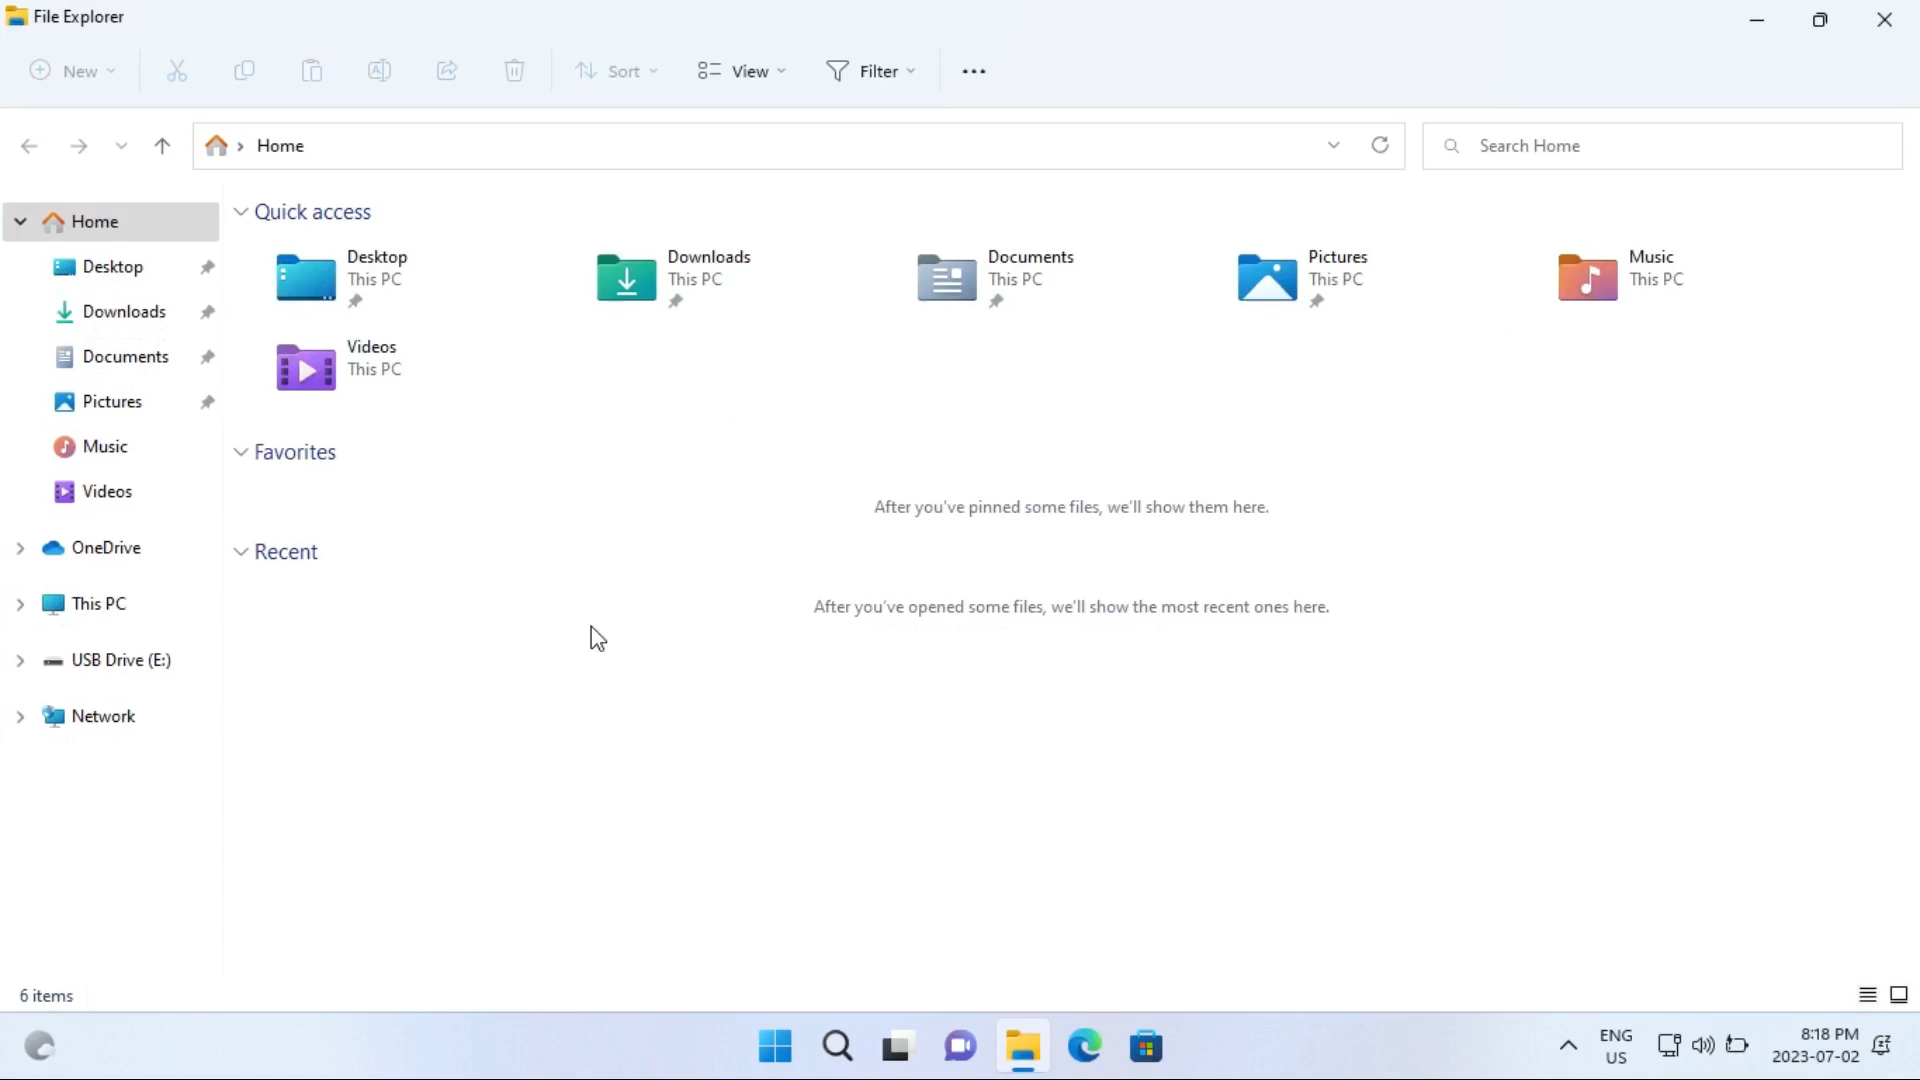 File Explorer
New
Sort
View
Filter
Home
Search Home
Home
Desktop
Downloads
Documents
Pictures
Music
Videos
OneDrive
This PC
USB Drive (E:)
Network
Quick access
Desktop
This PC
Downloads
This PC
Documents
This PC
Pictures
This PC
Music
This PC
Videos
This PC
Favorites
After you've pinned some files, we'll show them here.
Recent
After you've opened some files, we'll show the most recent ones here.
6 items
ENG
US
8:18 PM
2023-07-02